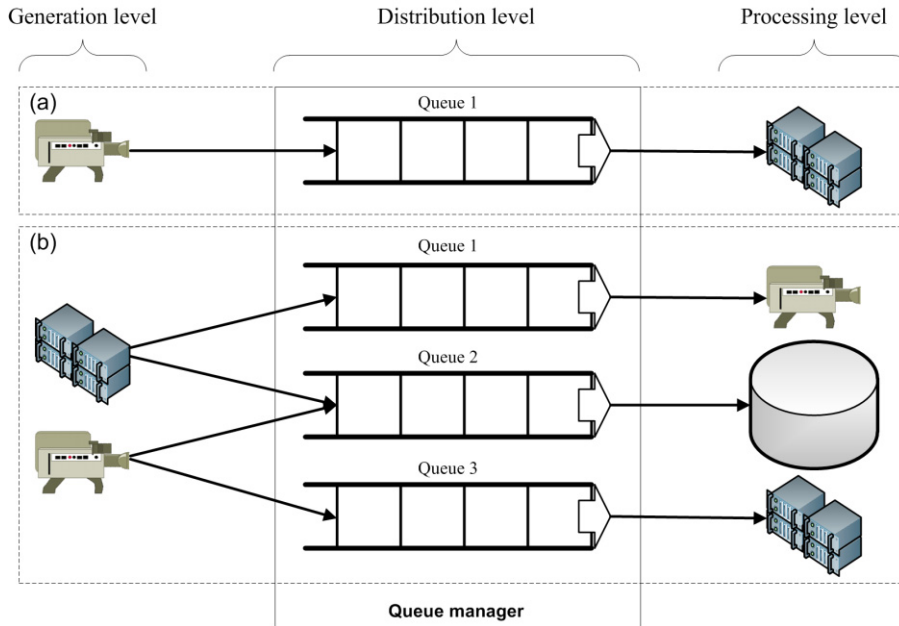 Generation level
Distribution level
Processing level
(a)
Queue 1
(b)
Queue 1
Queue 2
Queue 3
Queue manager